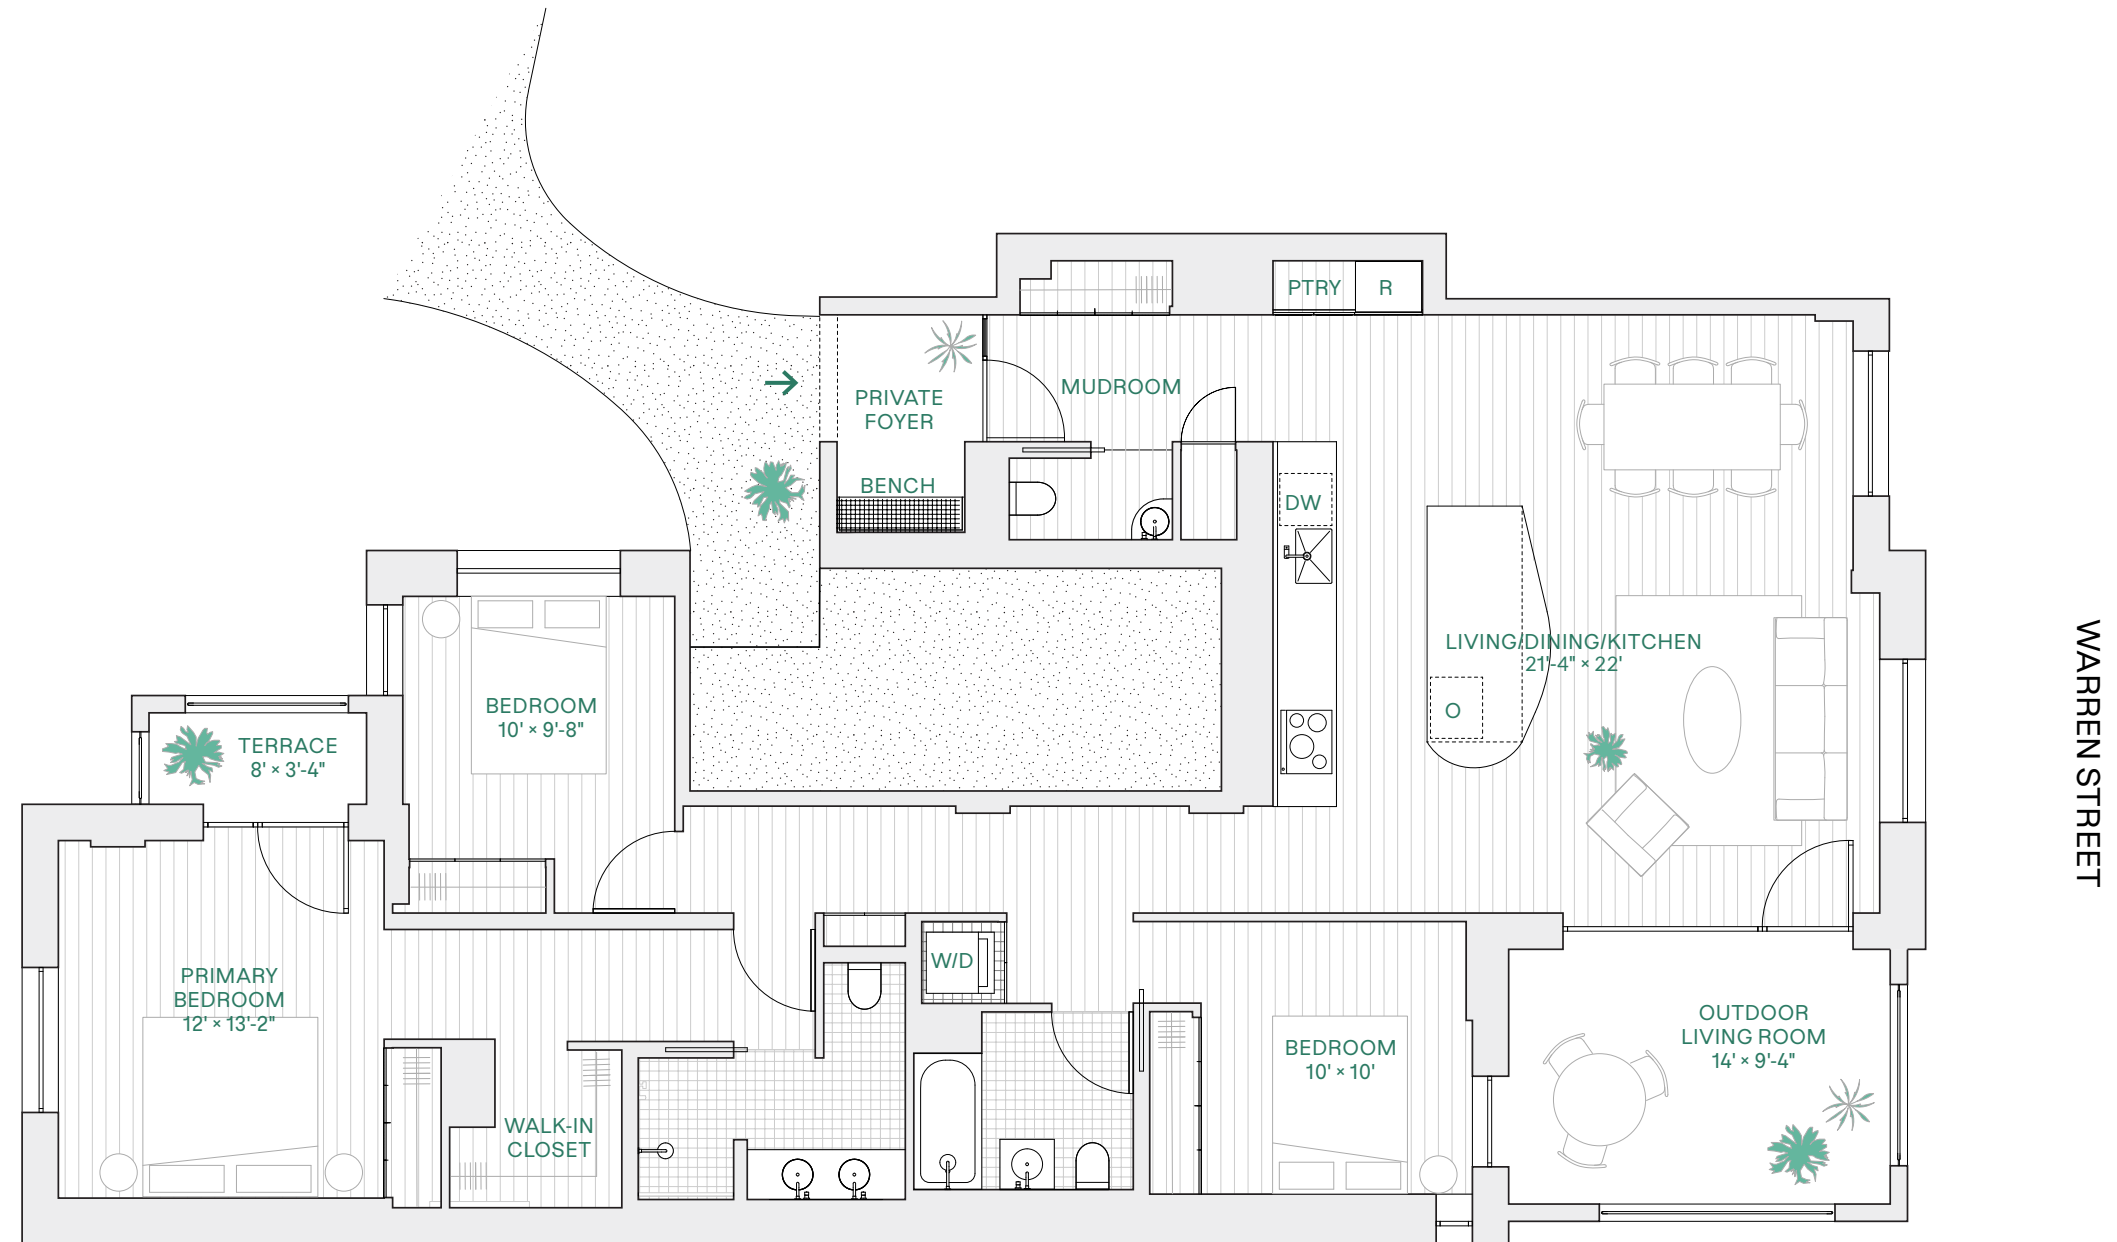 PTRY
R
PRIVATE
FOYER
MUDROOM
BENCH
DW
LIVING/DINING/KITCHEN
21'-4" × 22'
O
BEDROOM
10' × 9'-8"
TERRACE
8' × 3'-4"
WARREN STREET
PRIMARY
BEDROOM
12' × 13'-2"
W/D
OUTDOOR
LIVING ROOM
14' × 9'-4"
BEDROOM
10' × 10'
WALK-IN
CLOSET